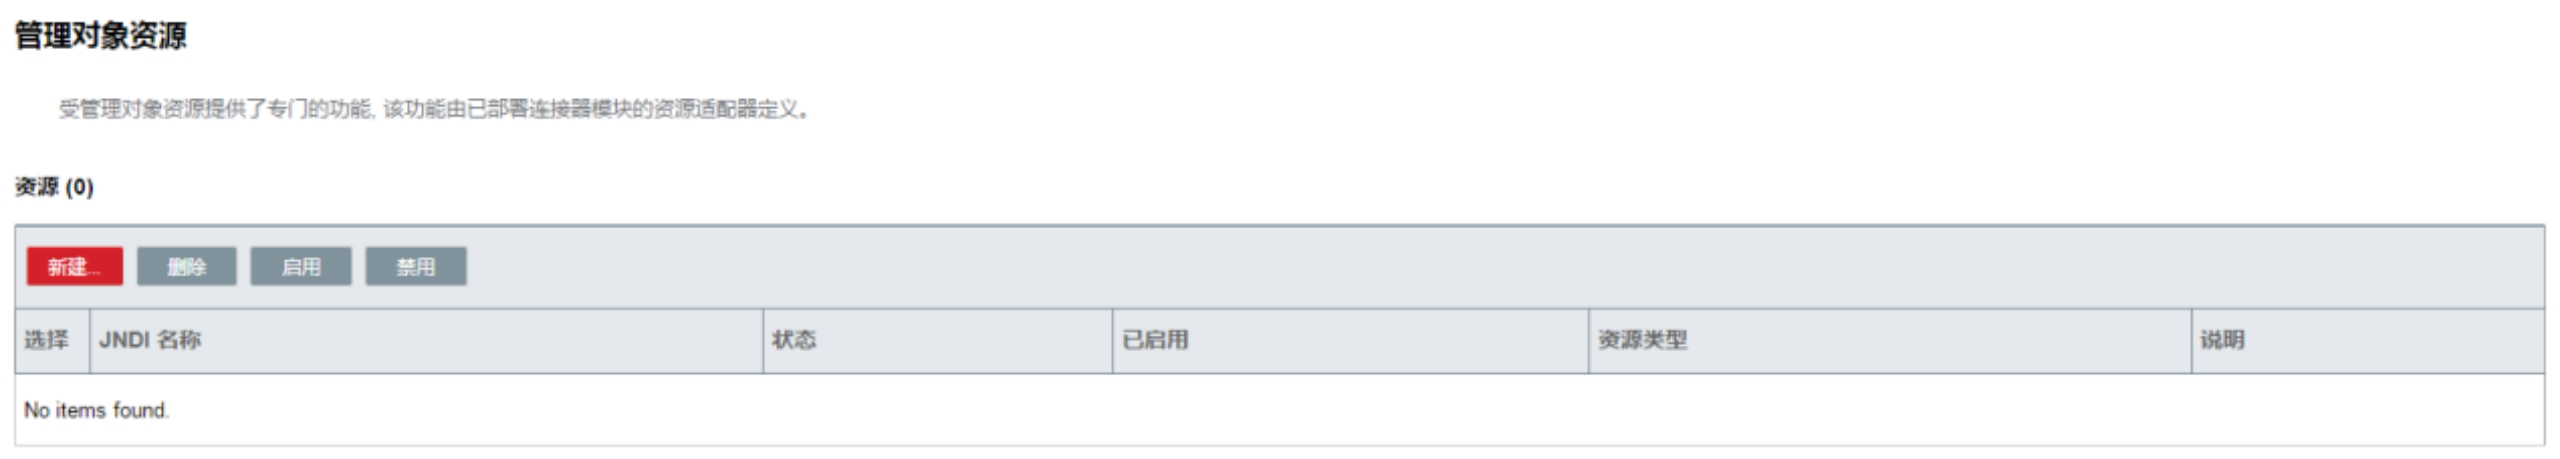 管理对象资源
受管理对象资源提供了专门的功能, 该功能由已部署连接器模块的资源适配器定义。
资源 (0)
新建... 删除 启用 禁用
选择 JNDI 名称 状态 已启用 资源类型 说明
No items found.